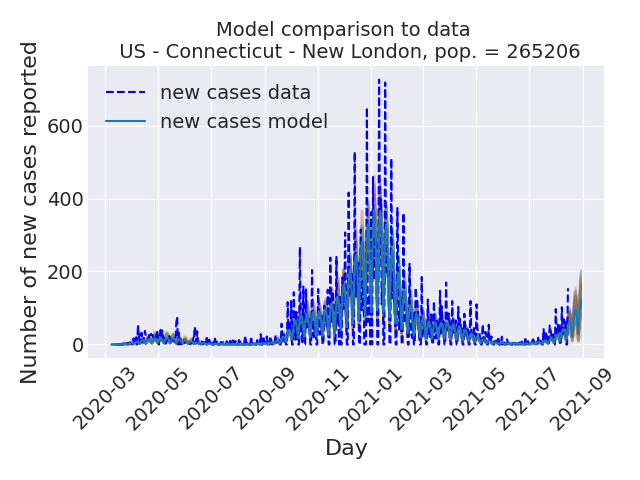 Model comparison to data
US - Connecticut - New London, pop. = 265206
Number of new cases reported
new cases data
new cases model
600
400
200
0
2020-03
2020-05
2020-07
2020-09
2020-11
2021-01
2021-03
2021-05
2021-07
2021-09
Day